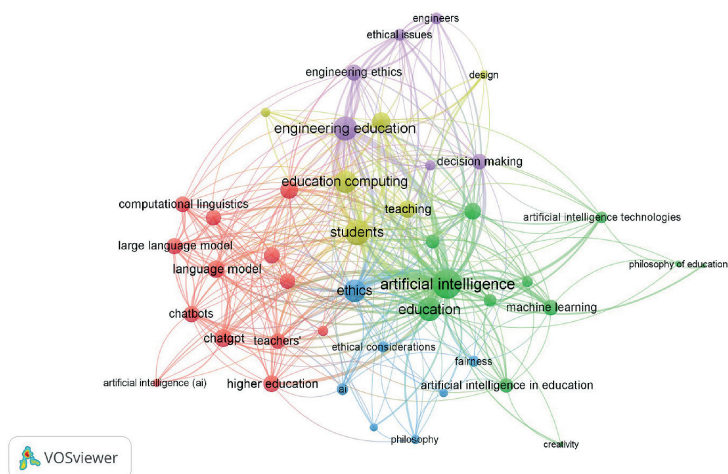 engineers
ethical issues
engineering ethics
design
engineering education
decision making
education computing
computational linguistics
teaching
artificial intelligence technologies
students
large language model
language model
philosophy of education
artificial intelligence
ethics
education
machine learning
chatbots
chatgpt
teachers'
ethical considerations
fairness
artificial intelligence (ai)
higher education
ai
artificial intelligence in education
philosophy
creativity
VOSviewer